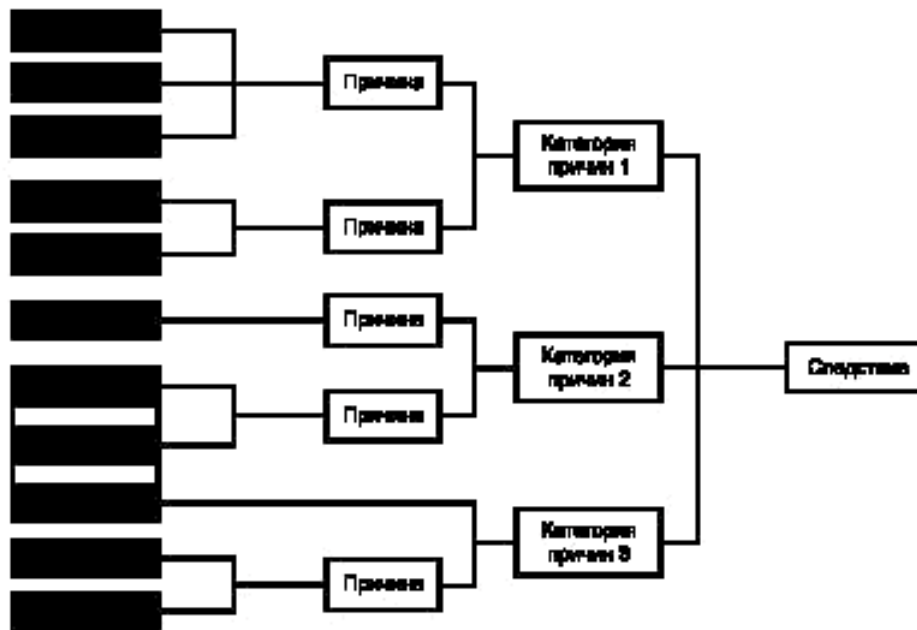 Причина
Категория
причин 1
Причина
Причина
Категория
причин 2
Следствие
Причина
Категория
причин 3
Причина